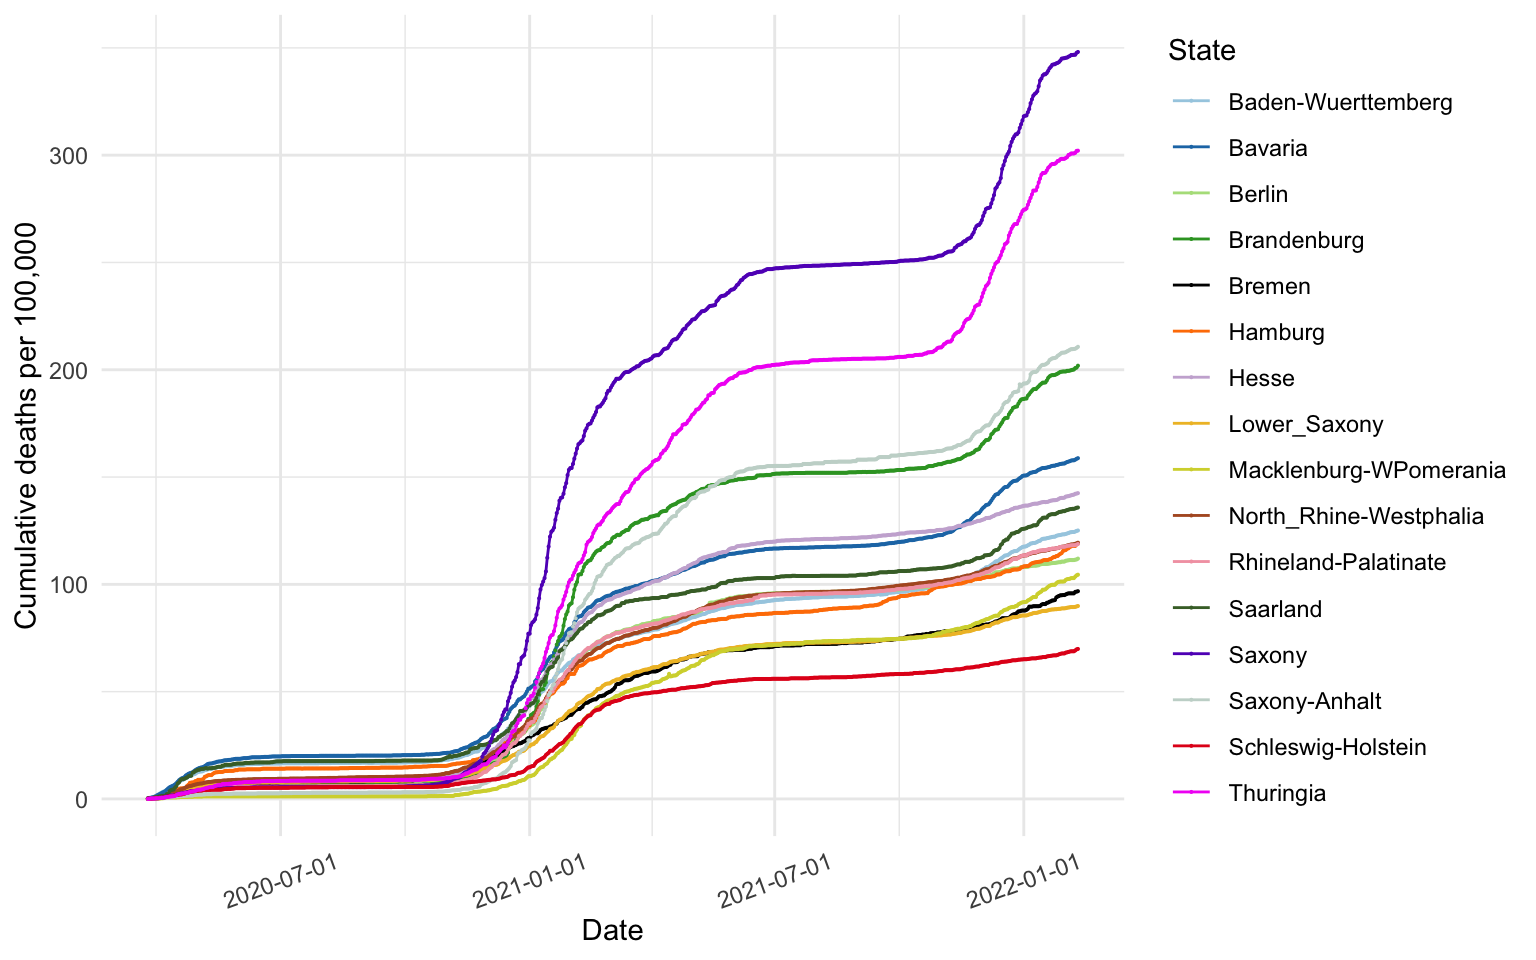 State
Baden-Wuerttemberg
Bavaria
Berlin
Brandenburg
Bremen
Hamburg
Hesse
Lower_Saxony
Macklenburg-WPomerania
North_Rhine-Westphalia
Rhineland-Palatinate
Saarland
Saxony
Saxony-Anhalt
Schleswig-Holstein
Thuringia
Cumulative deaths per 100,000
300
200
100
0
2020-07-01 2021-01-01 2021-07-01 2022-01-01
Date